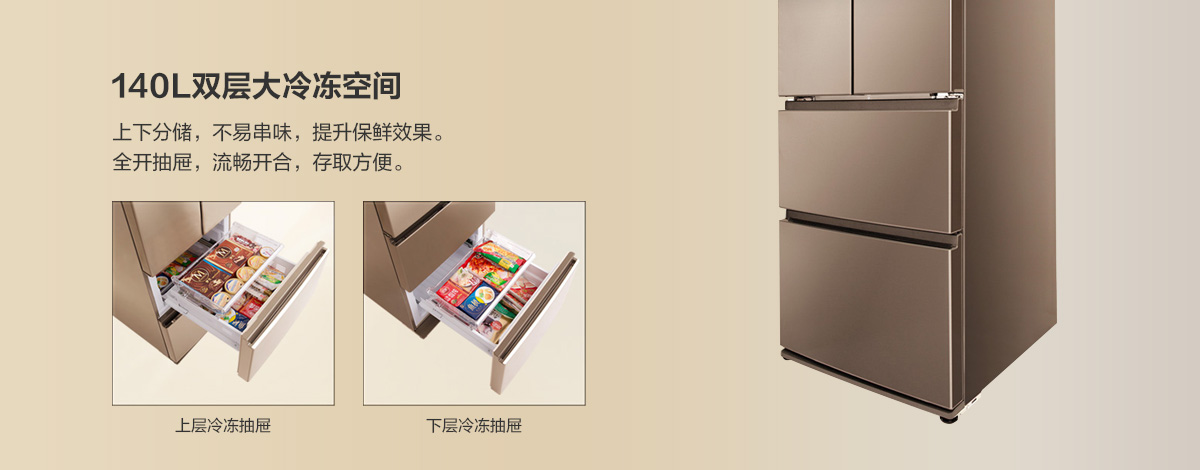 140L双层大冷冻空间
上下分储，不易串味，提升保鲜效果。
全开抽屉，流畅开合，存取方便。
上层冷冻抽屉
下层冷冻抽屉